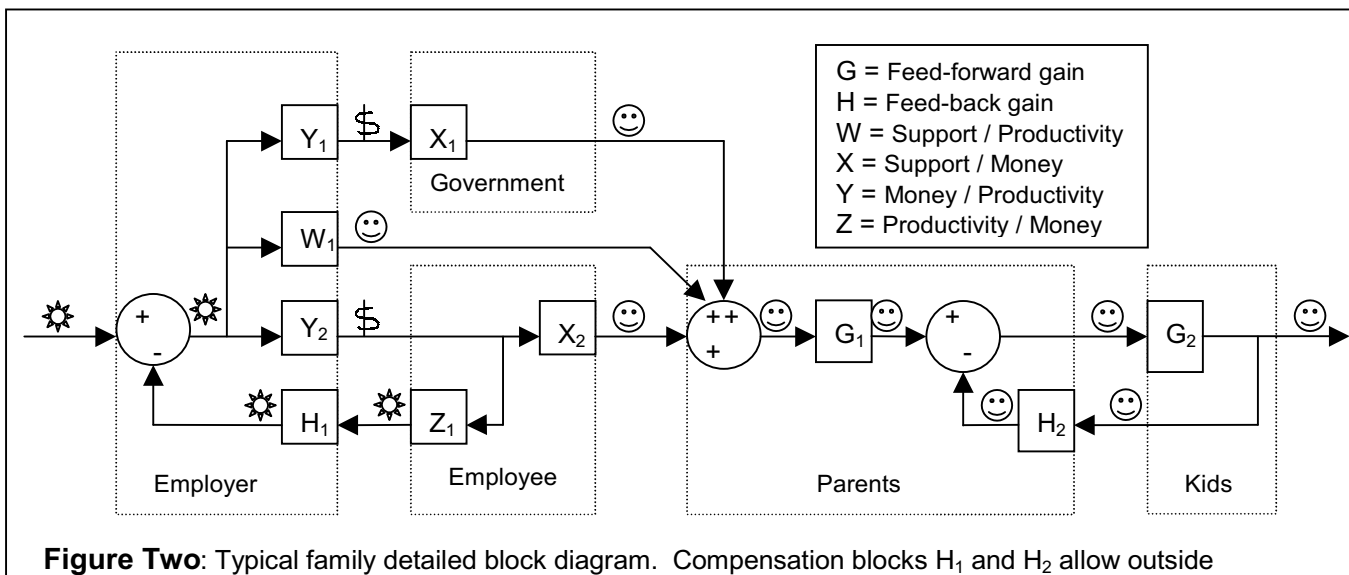 G = Feed-forward gain
H = Feed-back gain
W = Support / Productivity
X = Support / Money
Y = Money / Productivity
Z = Productivity / Money
Y₁ $ X₁
Government
W₁
+ - Y₂ $ X₂ ++ + G₁ + - G₂
H₁ Z₁ H₂
Employer Employee Parents Kids
Figure Two: Typical family detailed block diagram. Compensation blocks H₁ and H₂ allow outside